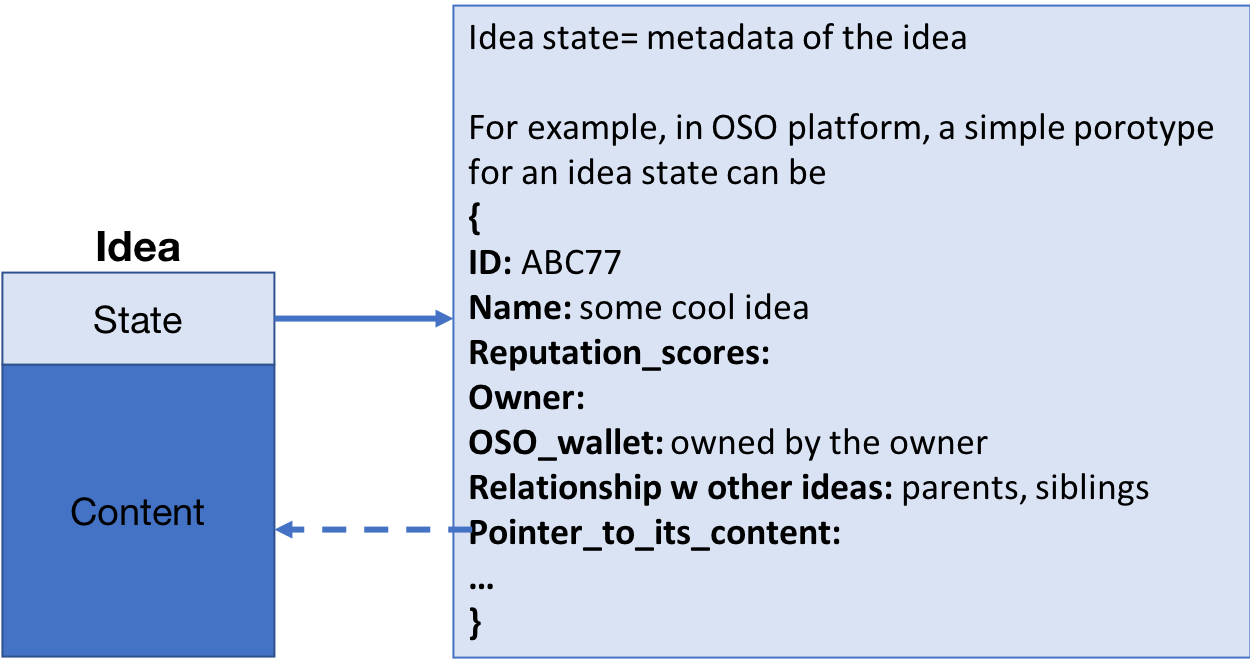 Idea
State
Content
Idea state= metadata of the idea
For example, in OSO platform, a simple porotype
for an idea state can be
{
ID: ABC77
Name: some cool idea
Reputation_scores:
Owner:
OSO_wallet: owned by the owner
Relationship w other ideas: parents, siblings
Pointer_to_its_content:
...
}